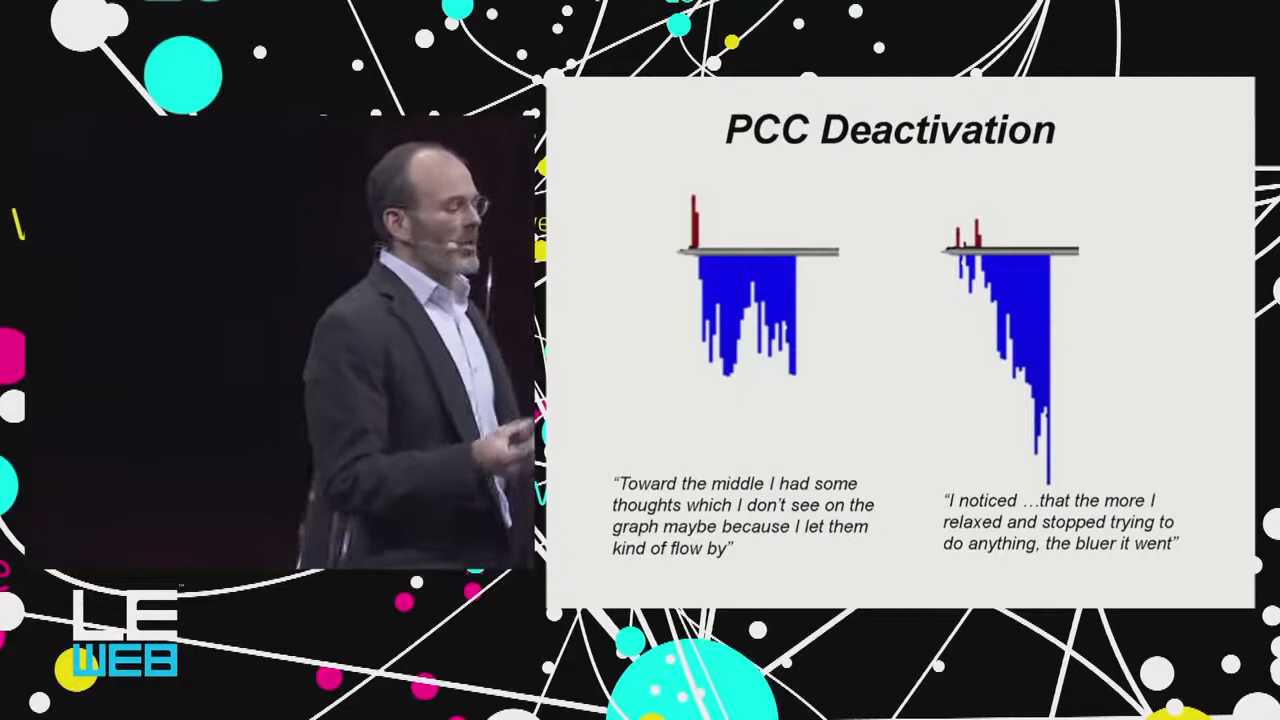 PCC Deactivation
“Toward the middle I had some
thoughts which I don’t see on the
graph maybe because I let them
kind of flow by”
“I noticed …that the more I
relaxed and stopped trying to
do anything, the bluer it went”
LE
WEB